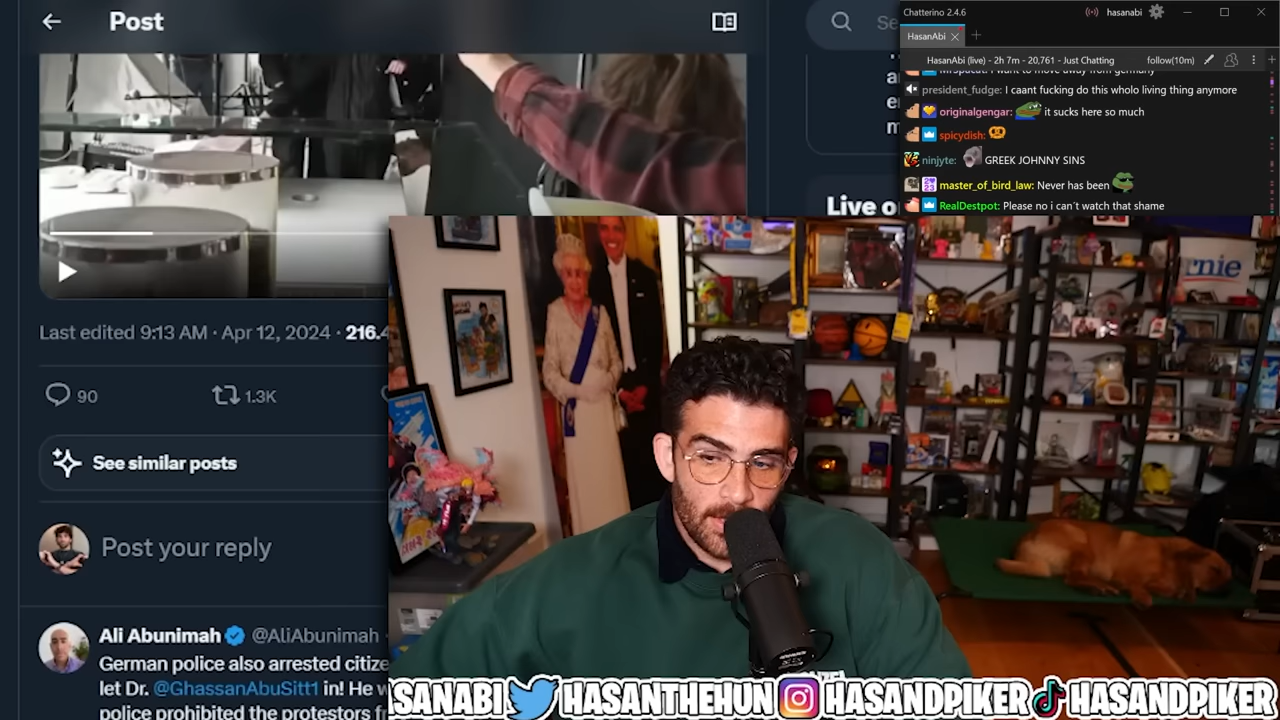 Post
Se
Live o
Last edited 9:13 AM · Apr 12, 2024 · 216.4
90
1.3K
See similar posts
Post your reply
Ali Abunimah @AliAbunimah
German police also arrested citize
let Dr. @GhassanAbuSitt1 in! He w
police prohibited the protestors f
Chatterino 2.4.6
hasanabi
HasanAbi
HasanAbi (live) - 2h 7m - 20,761 - Just Chatting
follow(10m)
president_fudge: I caant fucking do this wholo living thing anymore
originalgengar: it sucks here so much
spicydish:
ninjyte: GREEK JOHNNY SINS
master_of_bird_law: Never has been
RealDestpot: Please no i can´t watch that shame
rnie
SANABI HASANTHEHUN HASANDPIKER HASANDPIKER